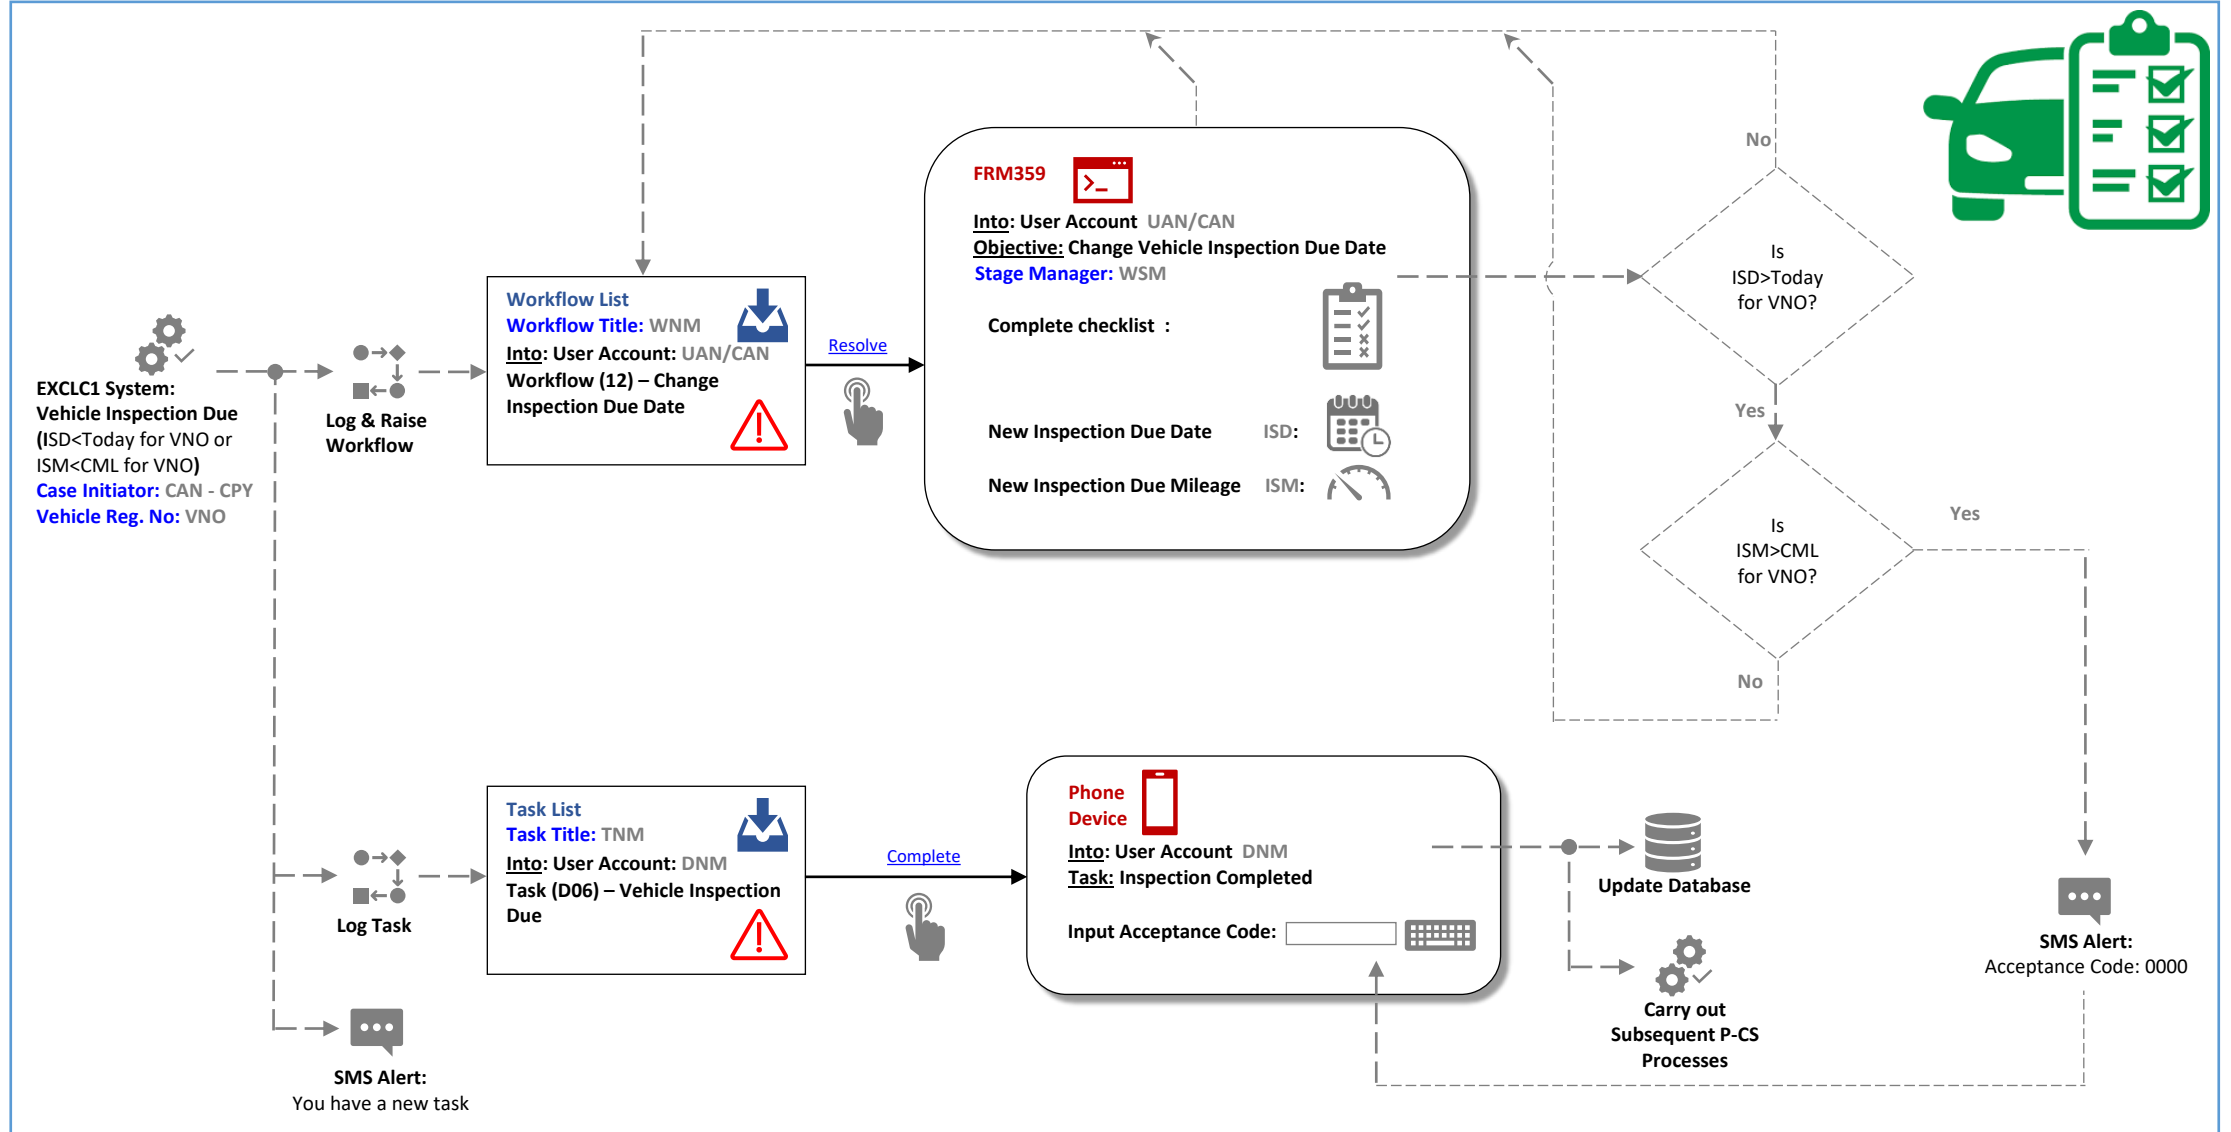 EXCLC1 System:
Vehicle Inspection Due
(ISD<Today for VNO or
ISM<CML for VNO)
Case Initiator: CAN - CPY
Vehicle Reg. No: VNO
Log & Raise
Workflow
Workflow List
Workflow Title: WNM
Into: User Account: UAN/CAN
Workflow (12) – Change
Inspection Due Date
Resolve
FRM359
Into: User Account UAN/CAN
Objective: Change Vehicle Inspection Due Date
Stage Manager: WSM
Complete checklist :
New Inspection Due Date ISD:
New Inspection Due Mileage ISM:
No
Is
ISD>Today
for VNO?
Yes
Is
ISM>CML
for VNO?
Yes
No
Log Task
Task List
Task Title: TNM
Into: User Account: DNM
Task (D06) – Vehicle Inspection
Due
Complete
Phone
Device
Into: User Account DNM
Task: Inspection Completed
Input Acceptance Code:
Update Database
Carry out
Subsequent P-CS
Processes
SMS Alert:
Acceptance Code: 0000
SMS Alert:
You have a new task